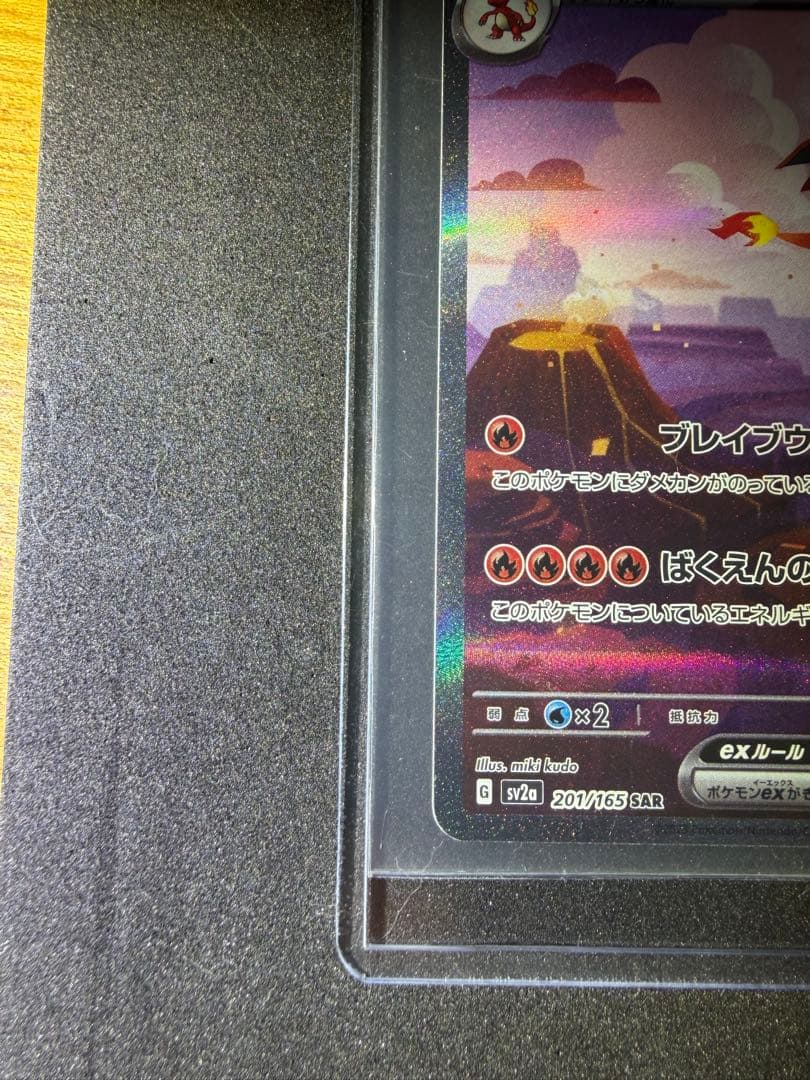 ブレイブウ
このポケモンにダメカンがのっている
ばくえんの
このポケモンについているエネルギ
弱点 ×2 抵抗力
exルール
イーエックス
ポケモンexがき
Illus. miki kudo
G sv2a 201/165 SAR
©2023 Pokémon/Nintendo